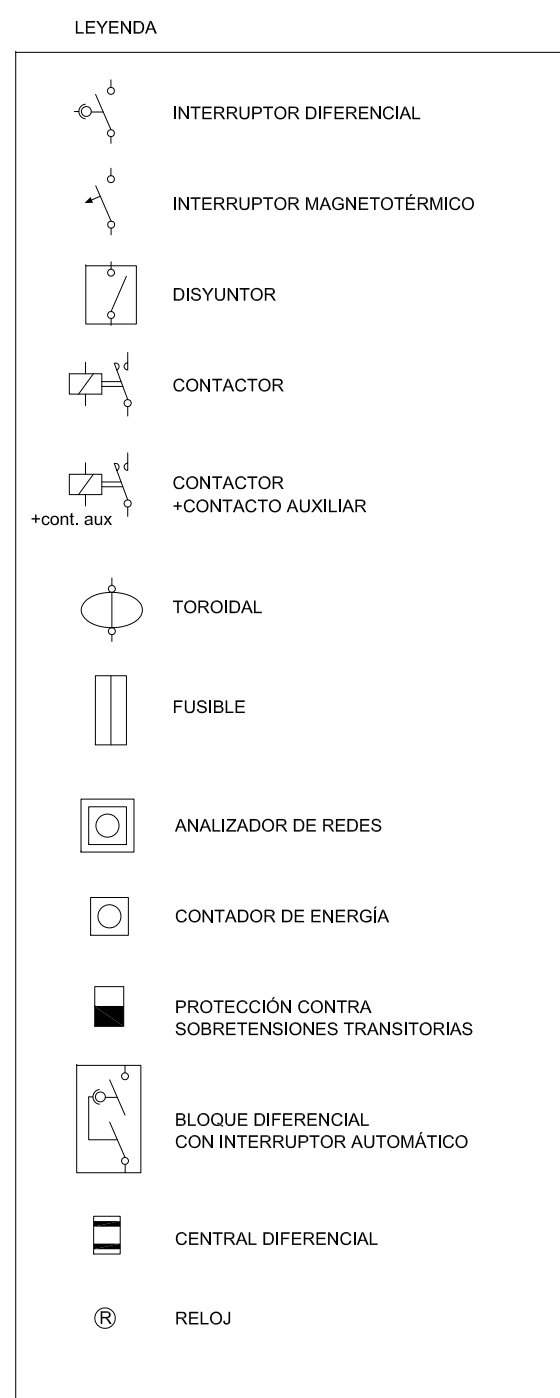 LEYENDA
INTERRUPTOR DIFERENCIAL
INTERRUPTOR MAGNETOTÉRMICO
DISYUNTOR
CONTACTOR
CONTACTOR
+CONTACTO AUXILIAR
+cont. aux
TOROIDAL
FUSIBLE
ANALIZADOR DE REDES
CONTADOR DE ENERGÍA
PROTECCIÓN CONTRA
SOBRETENSIONES TRANSITORIAS
BLOQUE DIFERENCIAL
CON INTERRUPTOR AUTOMÁTICO
CENTRAL DIFERENCIAL
® RELOJ